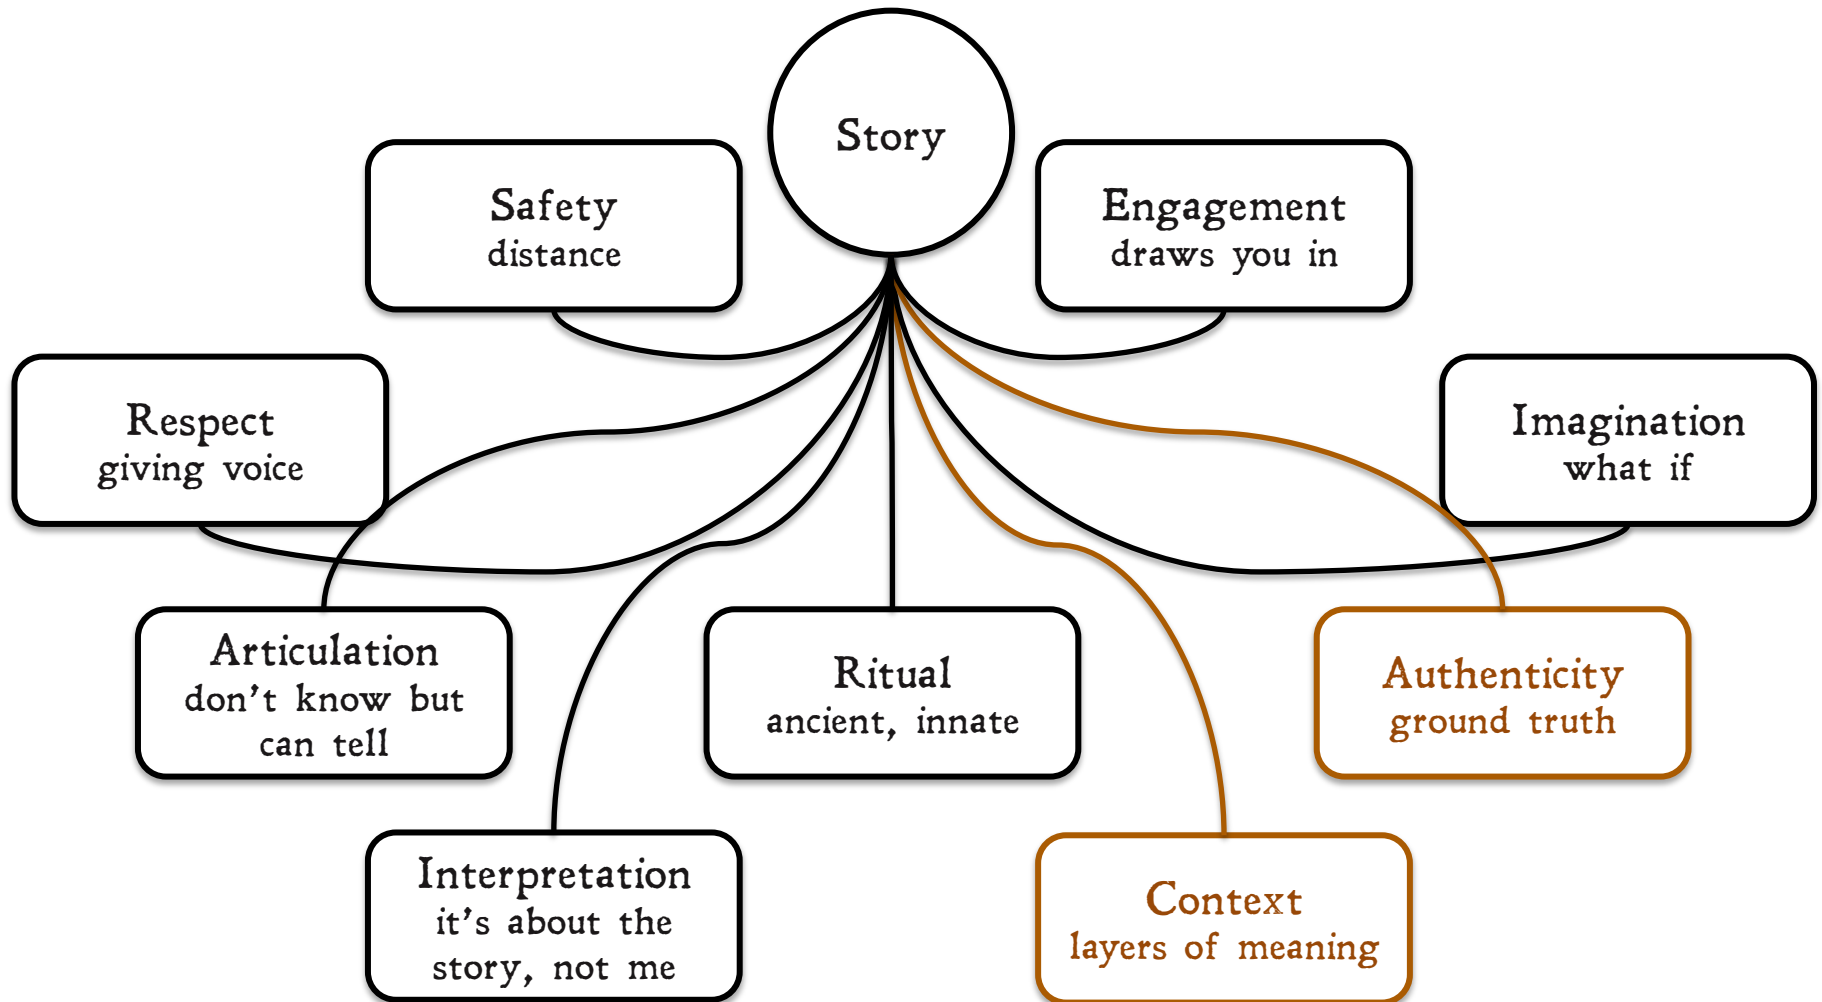 Story
Safety
distance
Engagement
draws you in
Respect
giving voice
Imagination
what if
Articulation
don't know but
can tell
Ritual
ancient, innate
Authenticity
ground truth
Interpretation
it's about the
story, not me
Context
layers of meaning